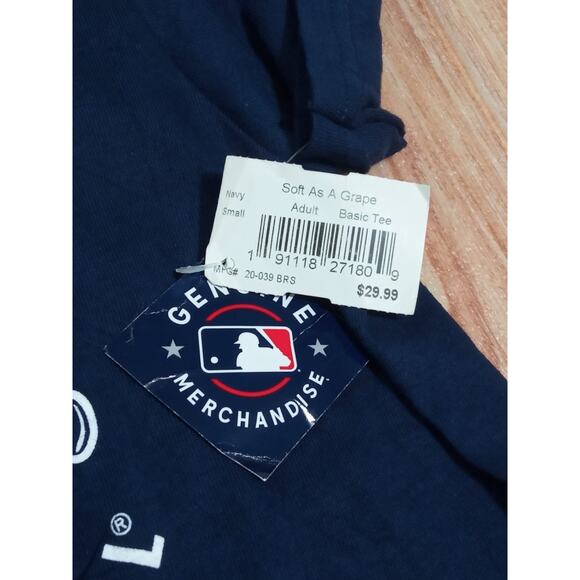 Soft As A Grape
Navy
Adult Basic Tee
Small
1 91118 27180 9
MFG# 20-039 BRS
$29.99
GENUINE
MERCHANDISE
®
L